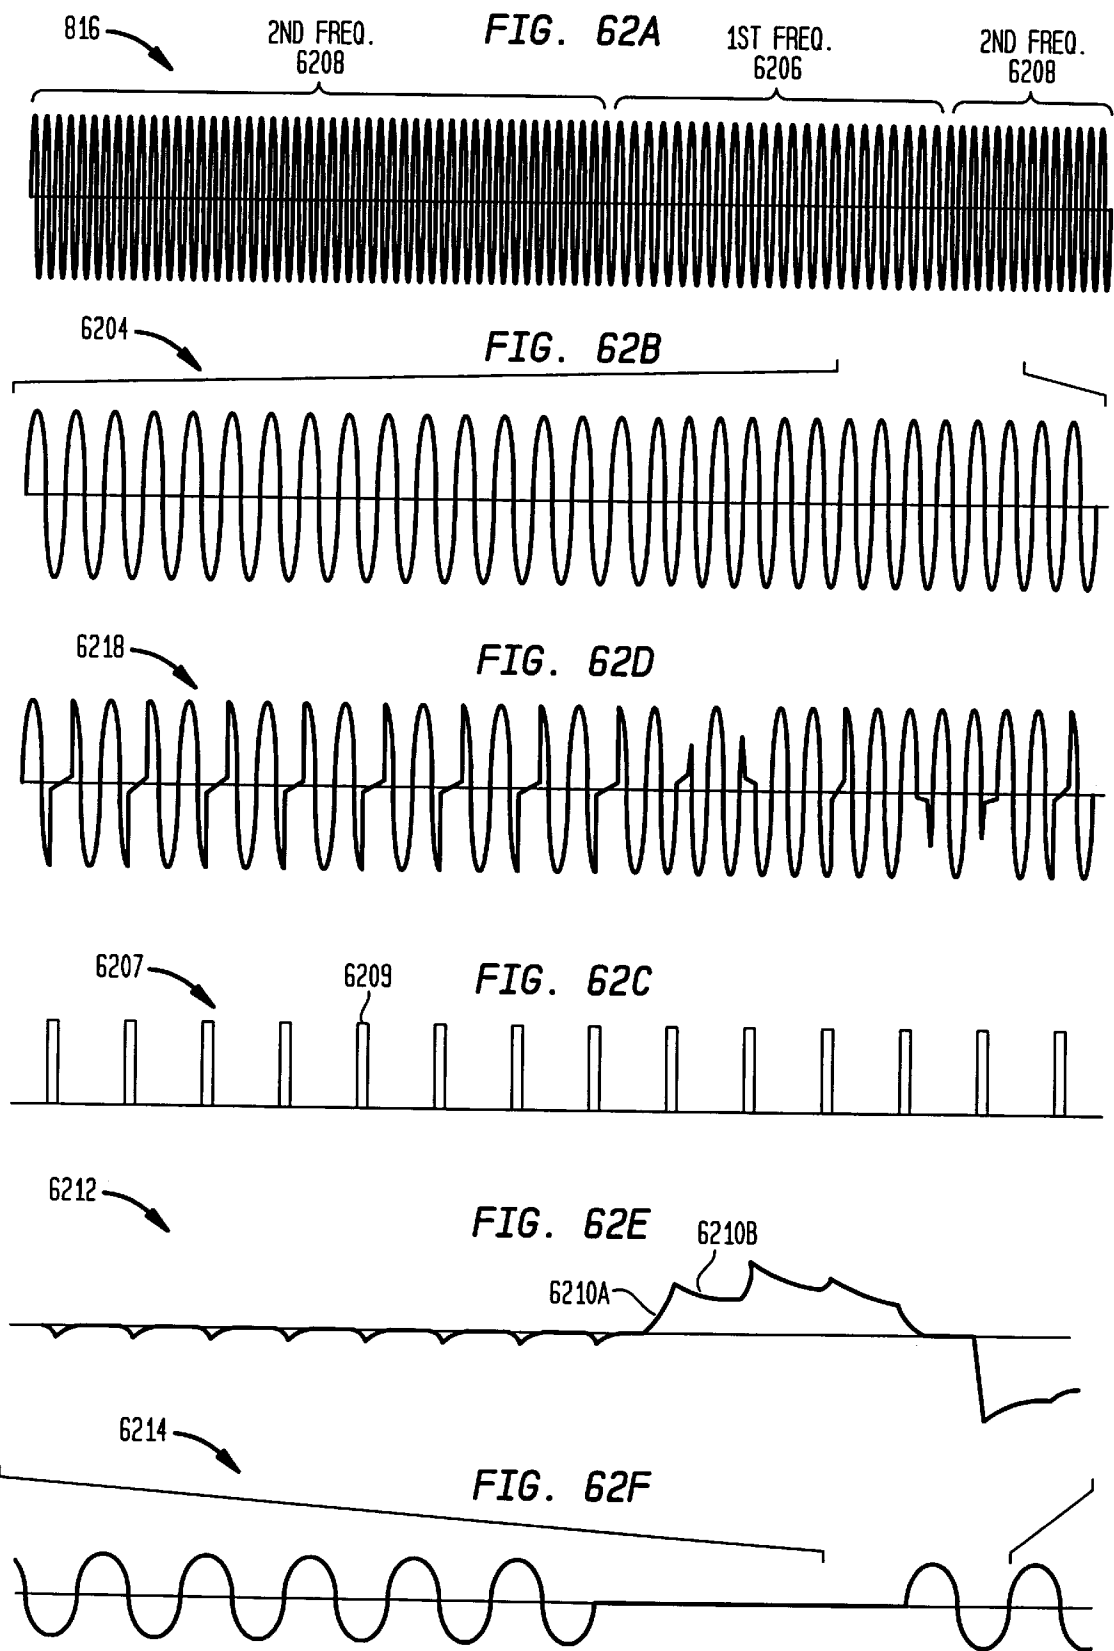 FIG. 62A
816
2ND FREQ.
6208
1ST FREQ.
6206
2ND FREQ.
6208
6204
FIG. 62B
6218
FIG. 62D
6207
6209
FIG. 62C
6212
FIG. 62E
6210B
6210A
6214
FIG. 62F